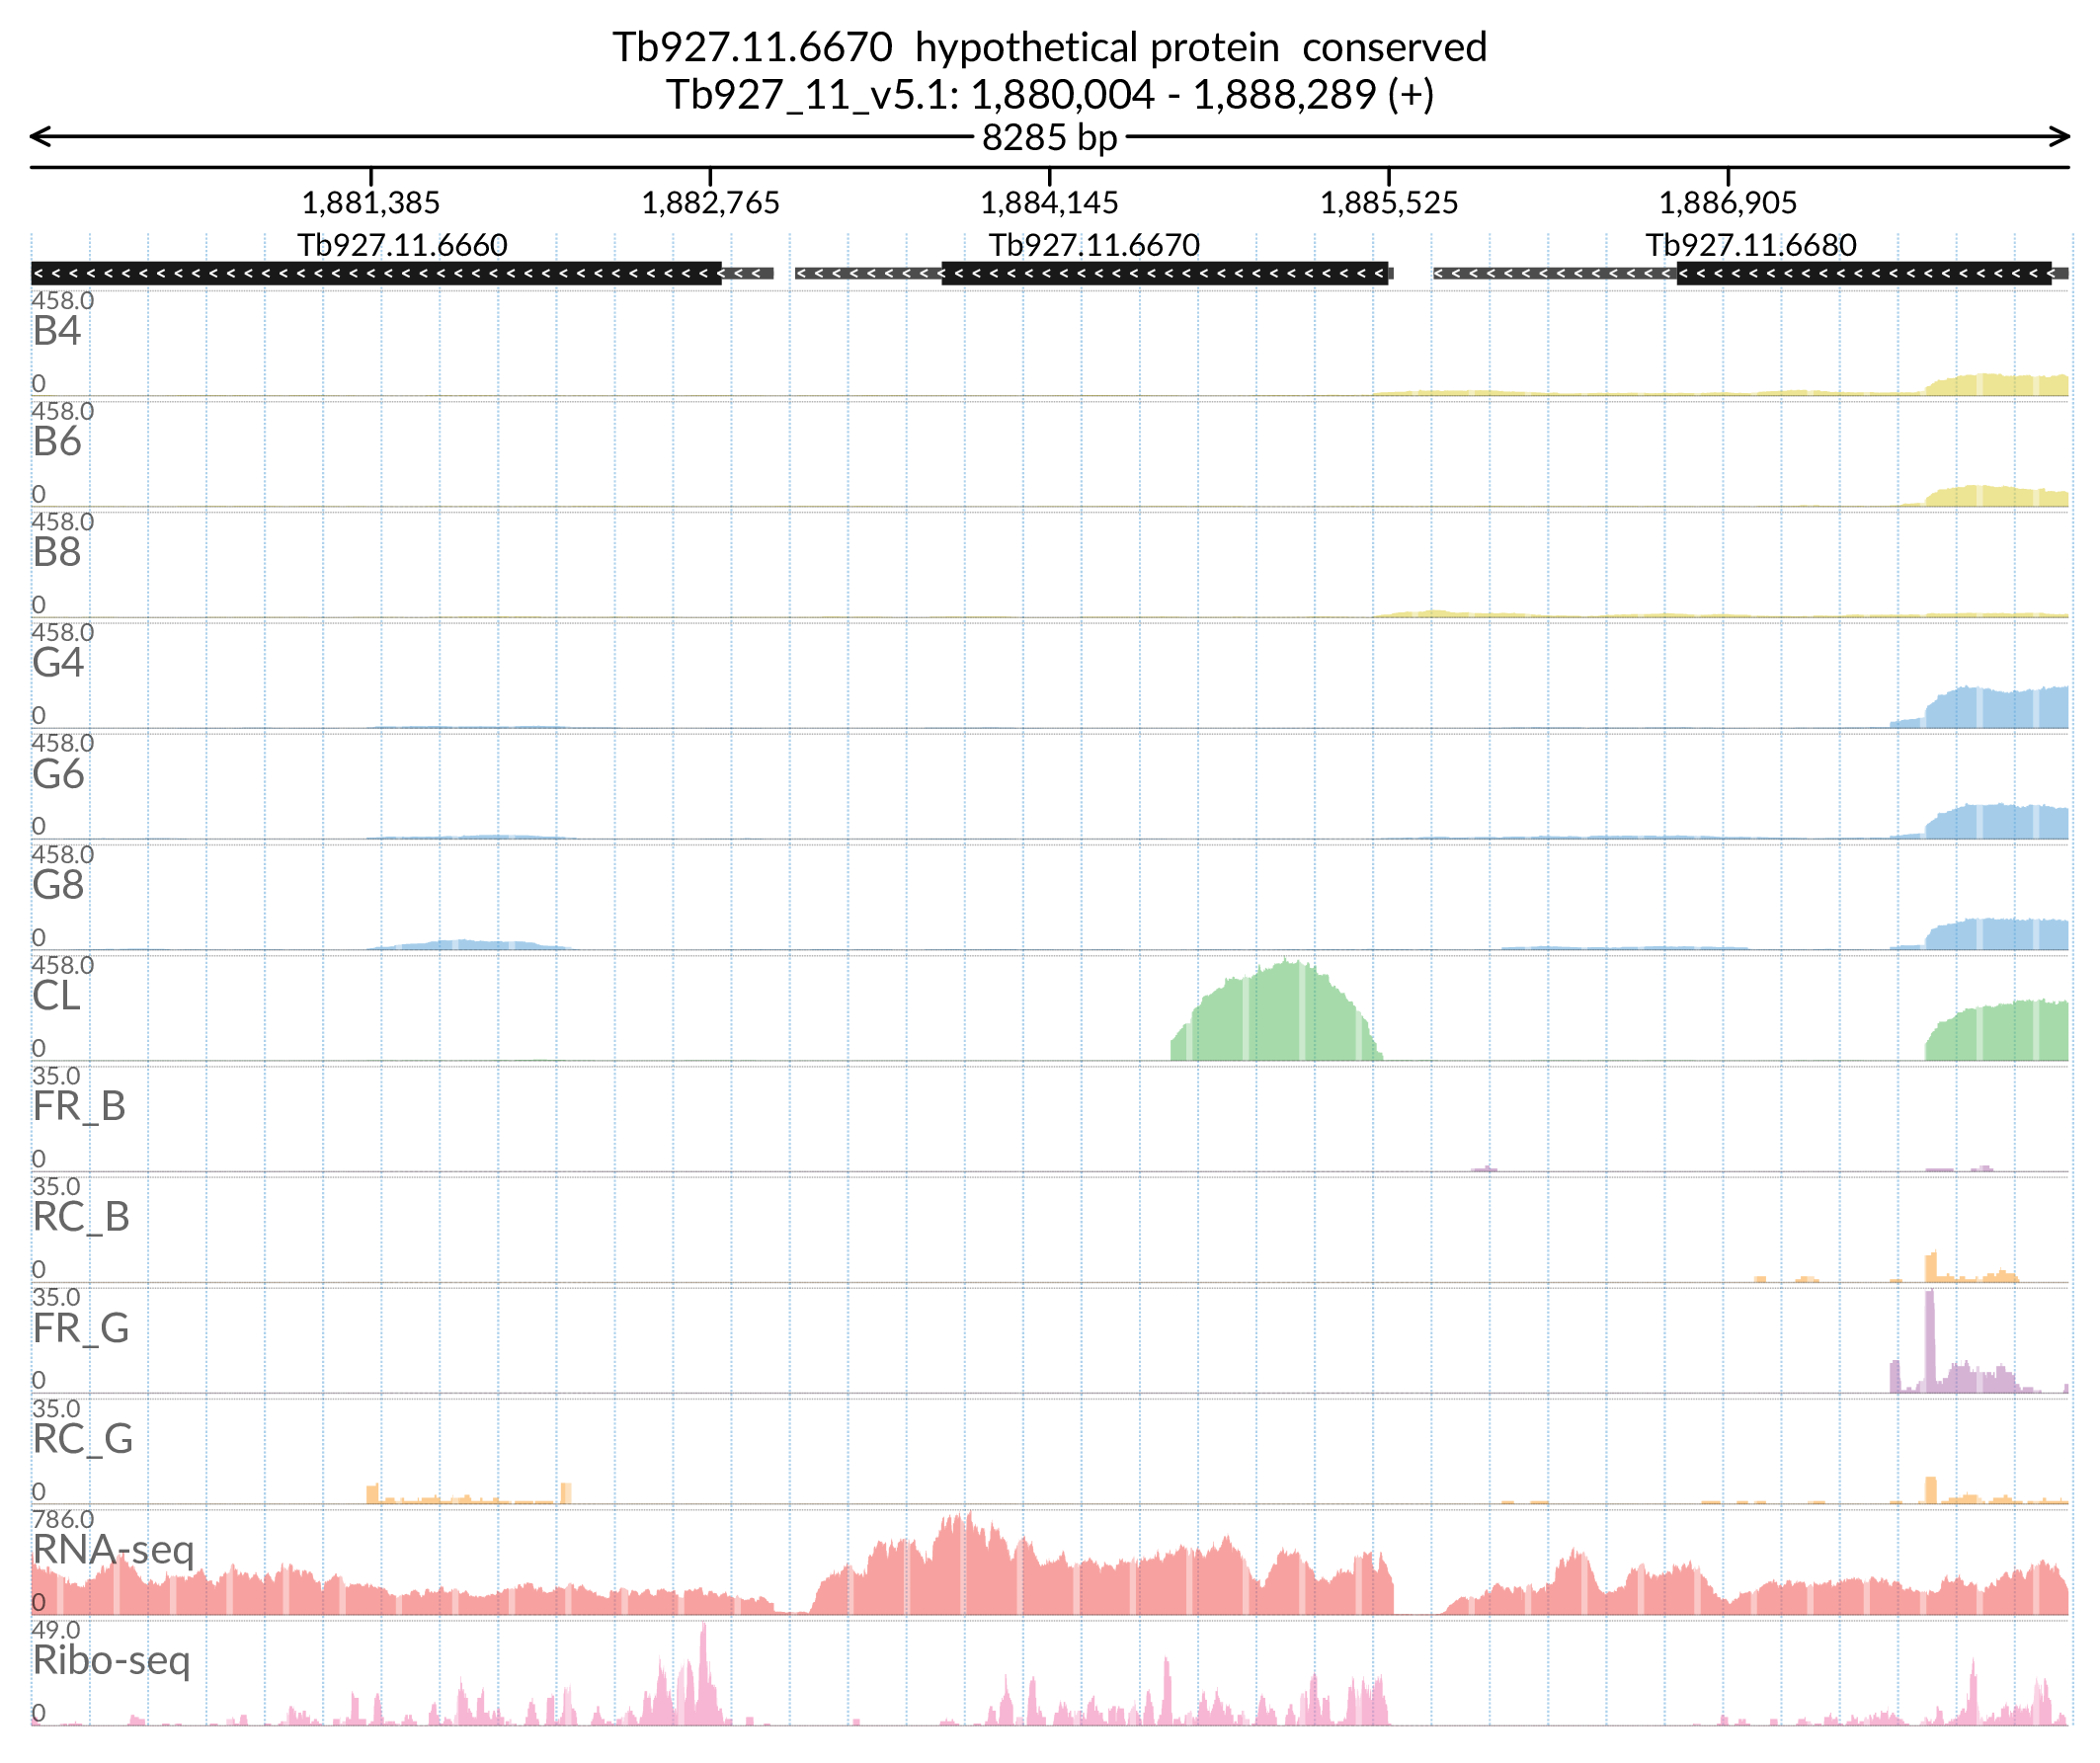 Tb927.11.6670 hypothetical protein conserved
Tb927_11_v5.1: 1,880,004 - 1,888,289 (+)
8285 bp
1,881,385 1,882,765 1,884,145 1,885,525 1,886,905
Tb927.11.6660 Tb927.11.6670 Tb927.11.6680
458.0
B4
0
458.0
B6
0
458.0
B8
0
458.0
G4
0
458.0
G6
0
458.0
G8
0
458.0
CL
0
35.0
FR_B
0
35.0
RC_B
0
35.0
FR_G
0
35.0
RC_G
0
786.0
RNA-seq
0
49.0
Ribo-seq
0